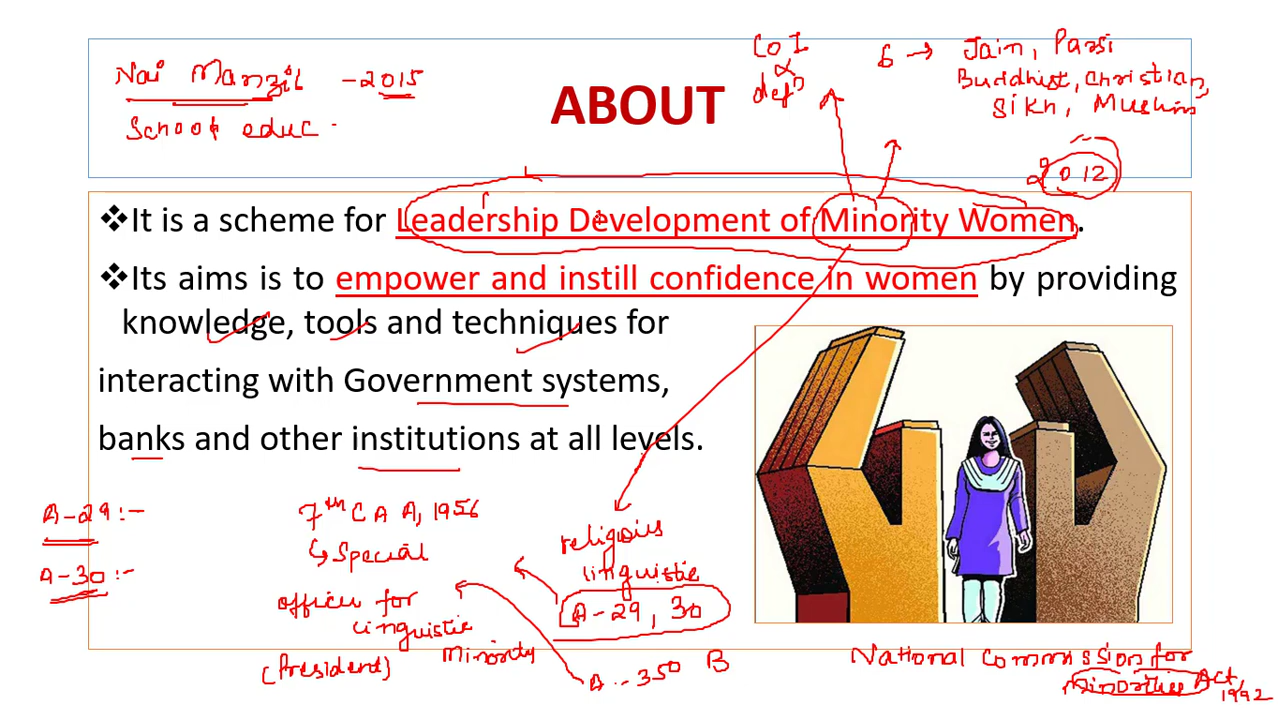 Nai Manzil - 2015
School educ
ABOUT
CoI
defn
6 → Jain, Parsi
Buddhist, Christian,
Sikh, Muslims
2012
❖It is a scheme for Leadership Development of Minority Women.
❖Its aims is to empower and instill confidence in women by providing
knowledge, tools and techniques for
interacting with Government systems,
banks and other institutions at all levels.
A-29:-
A-30:-
7th CAA, 1956
↳ Special
officer for
linguistic
Minority
(President)
religoius
linguistic
A-29, 30
A.-350 B
National Commission for
Minorities Act,
1992